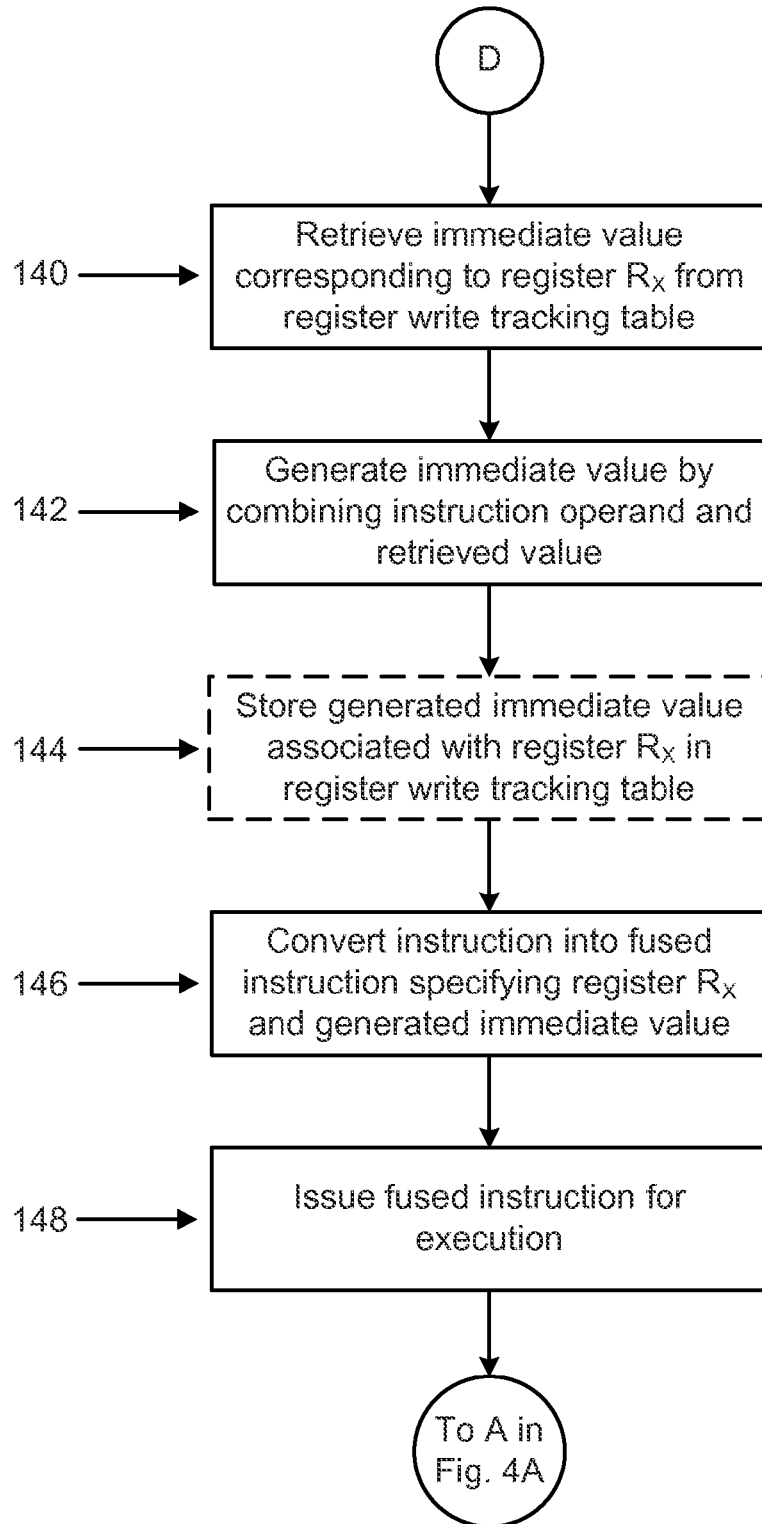 D
140
Retrieve immediate value
corresponding to register Rₓ from
register write tracking table
142
Generate immediate value by
combining instruction operand and
retrieved value
144
Store generated immediate value
associated with register Rₓ in
register write tracking table
146
Convert instruction into fused
instruction specifying register Rₓ
and generated immediate value
148
Issue fused instruction for
execution
To A in
Fig. 4A